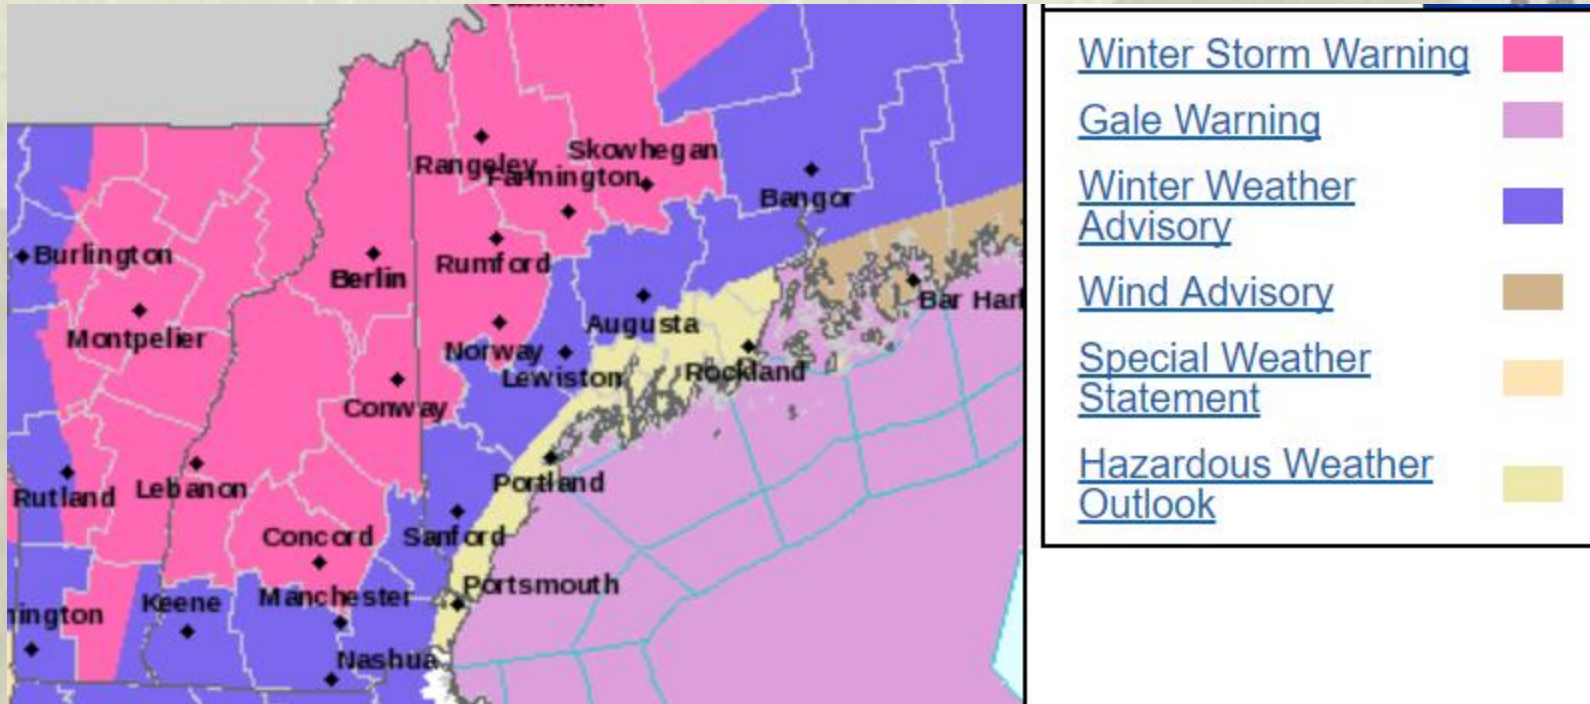 Skowhegan
Rangeley
Farmington
Bangor
Burlington
Berlin
Rumford
Bar Har
Montpelier
Augusta
Norway
Lewiston
Rockland
Conway
Rutland
Lebanon
Portland
Concord
Sanford
Portsmouth
Keene
Manchester
nington
Nashua
Winter Storm Warning
Gale Warning
Winter Weather
Advisory
Wind Advisory
Special Weather
Statement
Hazardous Weather
Outlook